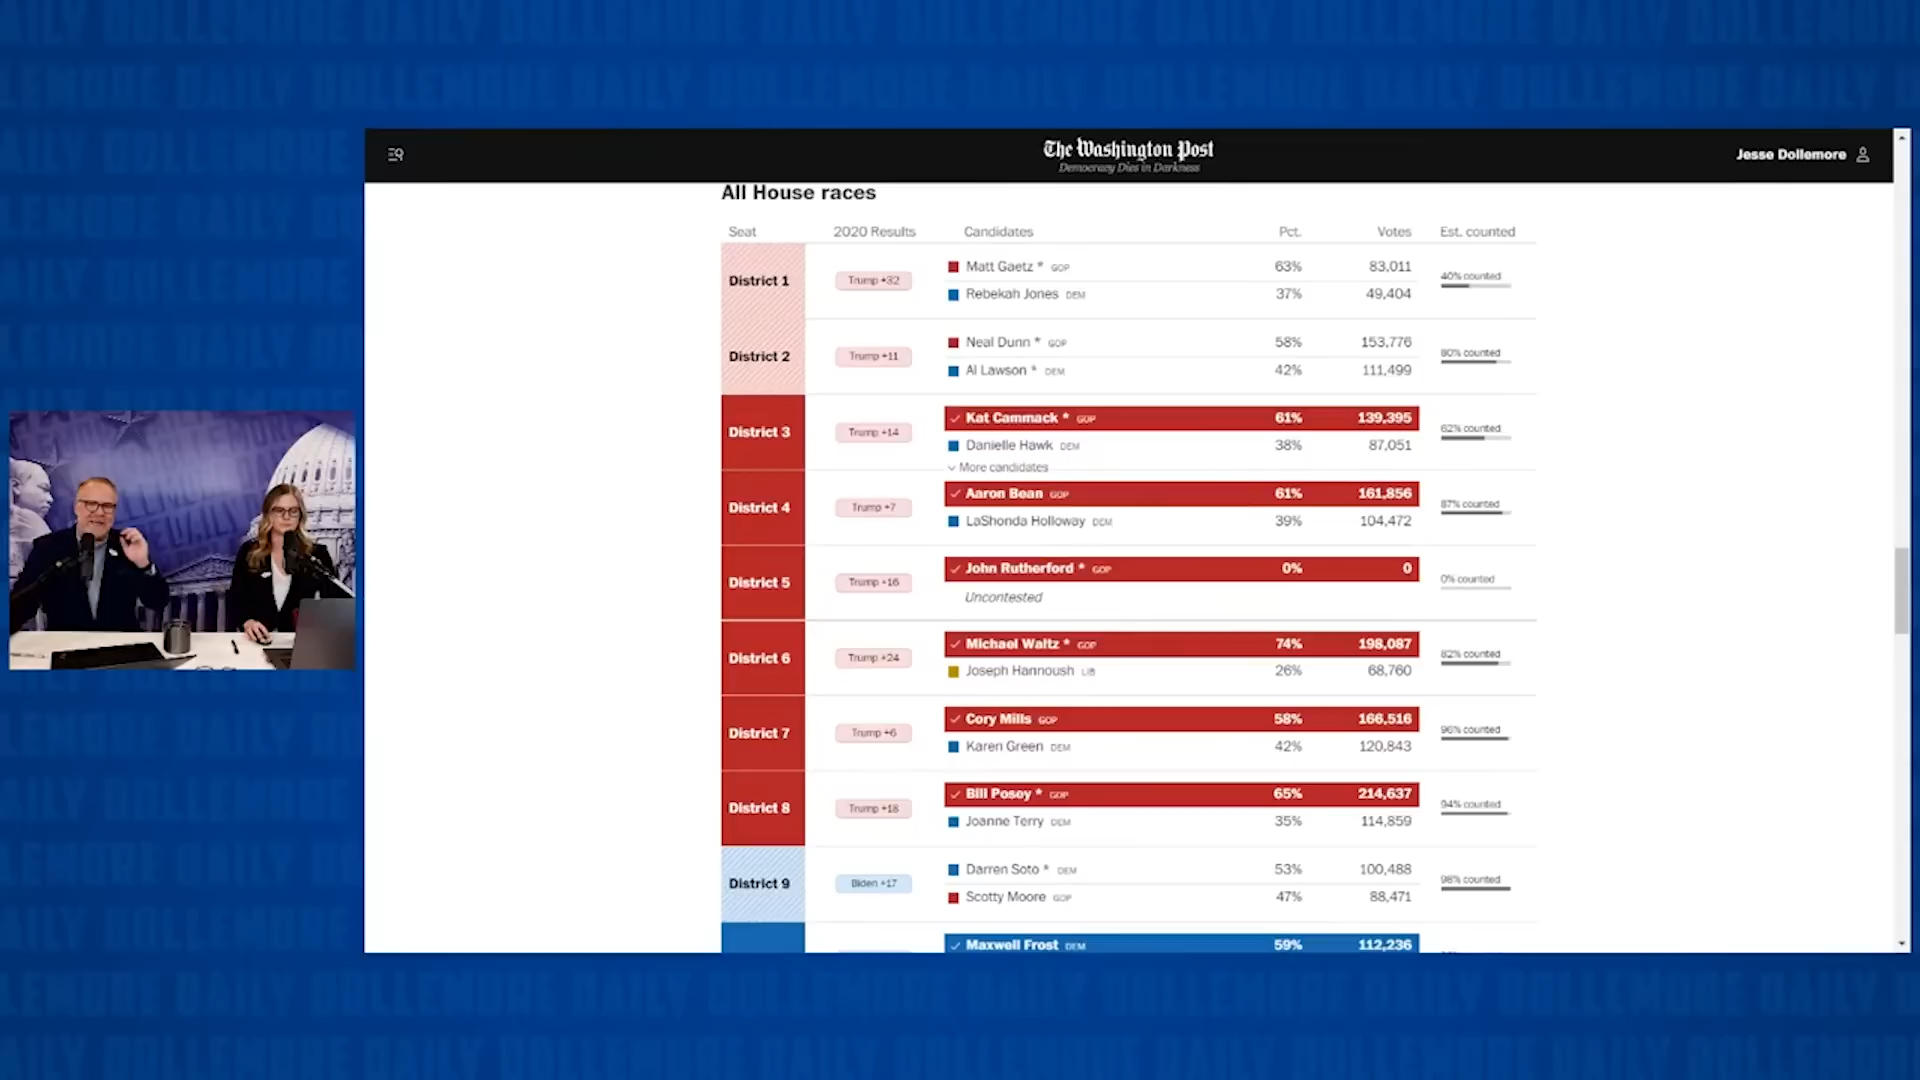 DAILY DOLLEMORE DAILY DOLLEMORE DAILY DOLLEMORE
The Washington Post
Democracy Dies in Darkness
Jesse Dollemore
All House races
Seat 2020 Results Candidates Pct. Votes Est. counted
District 1 Trump +32
Matt Gaetz * GOP 63% 83,011
Rebekah Jones DEM 37% 49,404
40% counted
District 2 Trump +11
Neal Dunn * GOP 58% 153,776
Al Lawson * DEM 42% 111,499
80% counted
District 3 Trump +14
Kat Cammack * GOP 61% 139,395
Danielle Hawk DEM 38% 87,051
More candidates
62% counted
District 4 Trump +7
Aaron Bean GOP 61% 161,856
LaShonda Holloway DEM 39% 104,472
87% counted
District 5 Trump +16
John Rutherford * GOP 0% 0
Uncontested
0% counted
District 6 Trump +24
Michael Waltz * GOP 74% 198,087
Joseph Hannoush LIB 26% 68,760
82% counted
District 7 Trump +6
Cory Mills GOP 58% 166,516
Karen Green DEM 42% 120,843
96% counted
District 8 Trump +18
Bill Posey * GOP 65% 214,637
Joanne Terry DEM 35% 114,859
94% counted
District 9 Biden +17
Darren Soto * DEM 53% 100,488
Scotty Moore GOP 47% 88,471
98% counted
Maxwell Frost DEM 59% 112,236